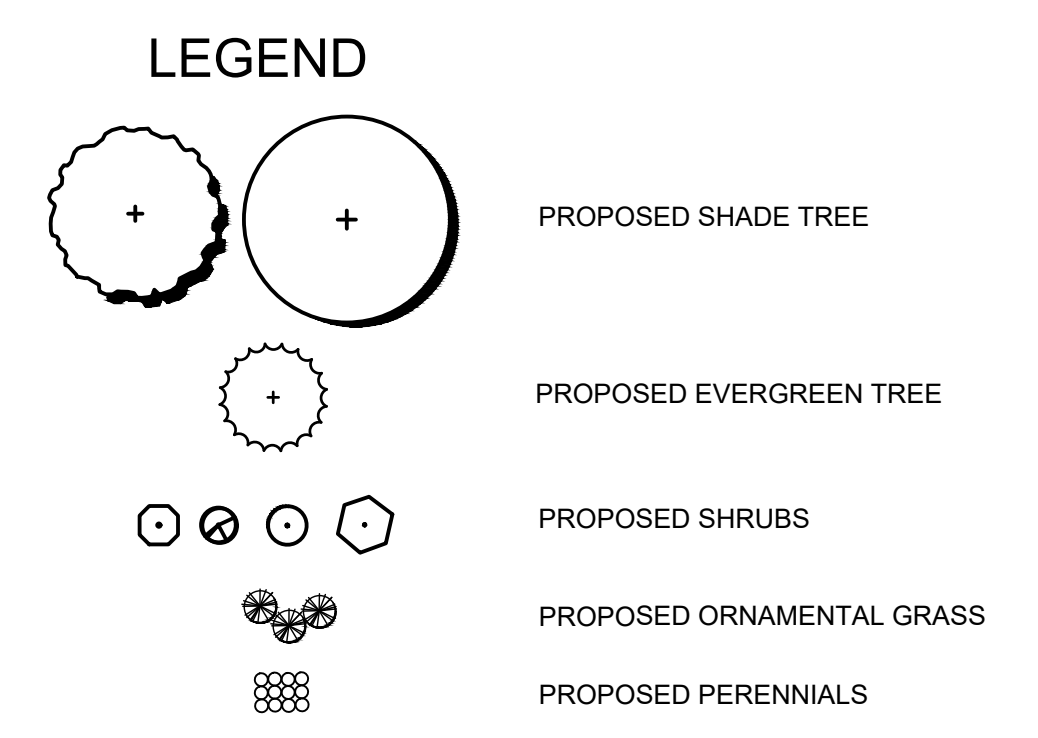 LEGEND
PROPOSED SHADE TREE
PROPOSED EVERGREEN TREE
PROPOSED SHRUBS
PROPOSED ORNAMENTAL GRASS
PROPOSED PERENNIALS